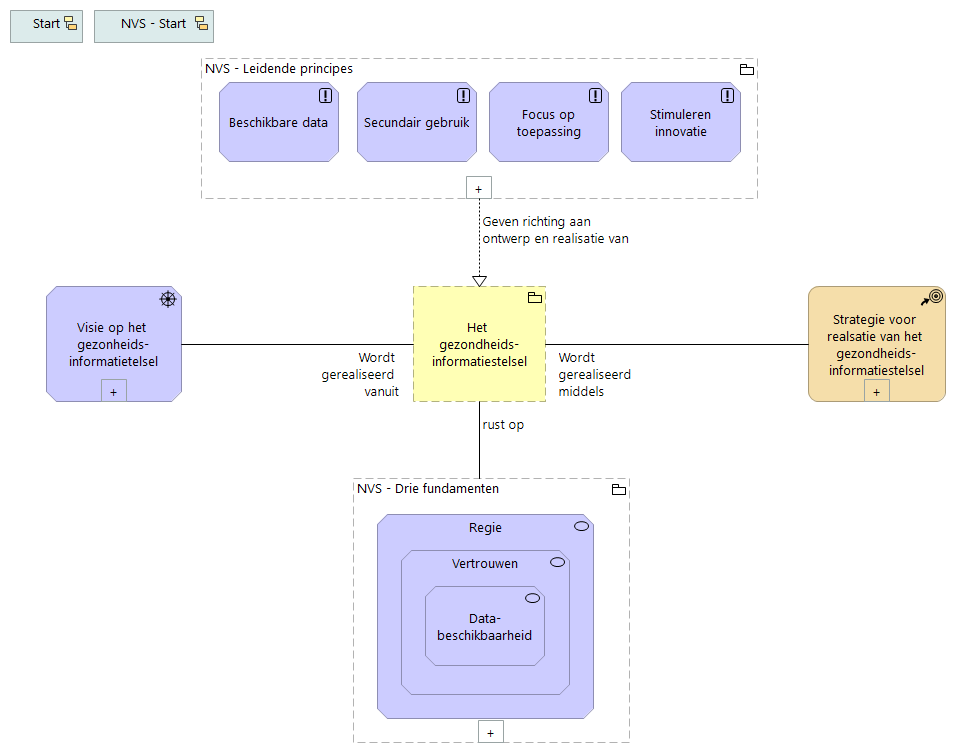 Start
NVS - Start
NVS - Leidende principes
Beschikbare data
Secundair gebruik
Focus op
toepassing
Stimuleren
innovatie
+
Geven richting aan
ontwerp en realisatie van
Visie op het
gezonheids-
informatietelsel
+
Wordt
gerealiseerd
vanuit
Het
gezondheids-
informatiestelsel
Wordt
gerealiseerd
middels
Strategie voor
realsatie van het
gezondheids-
informatiestelsel
+
rust op
NVS - Drie fundamenten
Regie
Vertrouwen
Data-
beschikbaarheid
+